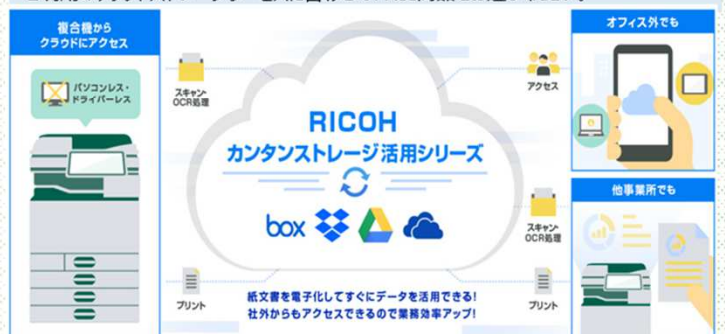 複合機から
クラウドにアクセス
パソコンレス・
ドライバーレス
スキャン・
OCR処理
プリント
RICOH
カンタンストレージ活用シリーズ
box
紙文書を電子化してすぐにデータを活用できる!
社外からもアクセスできるので業務効率アップ!
アクセス
スキャン・
OCR処理
プリント
オフィス外でも
他事業所でも